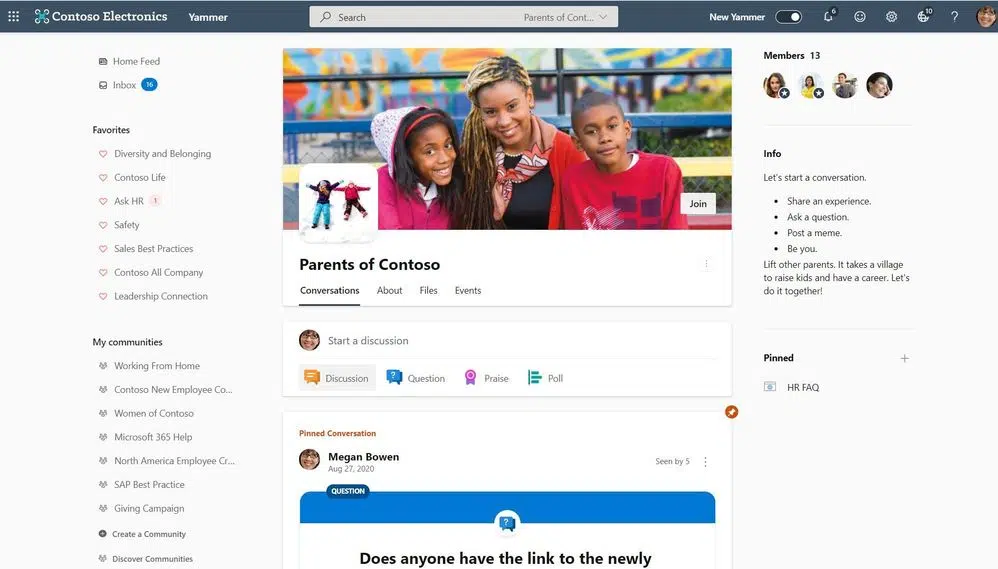 Contoso Electronics
Yammer
Search
Parents of Cont...
New Yammer
6
10
?
Home Feed
Inbox 16
Favorites
Diversity and Belonging
Contoso Life
Ask HR 1
Safety
Sales Best Practices
Contoso All Company
Leadership Connection
My communities
Working From Home
Contoso New Employee Co...
Women of Contoso
Microsoft 365 Help
North America Employee Cr...
SAP Best Practice
Giving Campaign
Create a Community
Discover Communities
Join
Parents of Contoso
Conversations About Files Events
Start a discussion
Discussion Question Praise Poll
Pinned Conversation
Megan Bowen
Aug 27, 2020
Seen by 5
QUESTION
Does anyone have the link to the newly
Members 13
Info
Let's start a conversation.
• Share an experience.
• Ask a question.
• Post a meme.
• Be you.
Lift other parents. It takes a village
to raise kids and have a career. Let's
do it together!
Pinned
HR FAQ